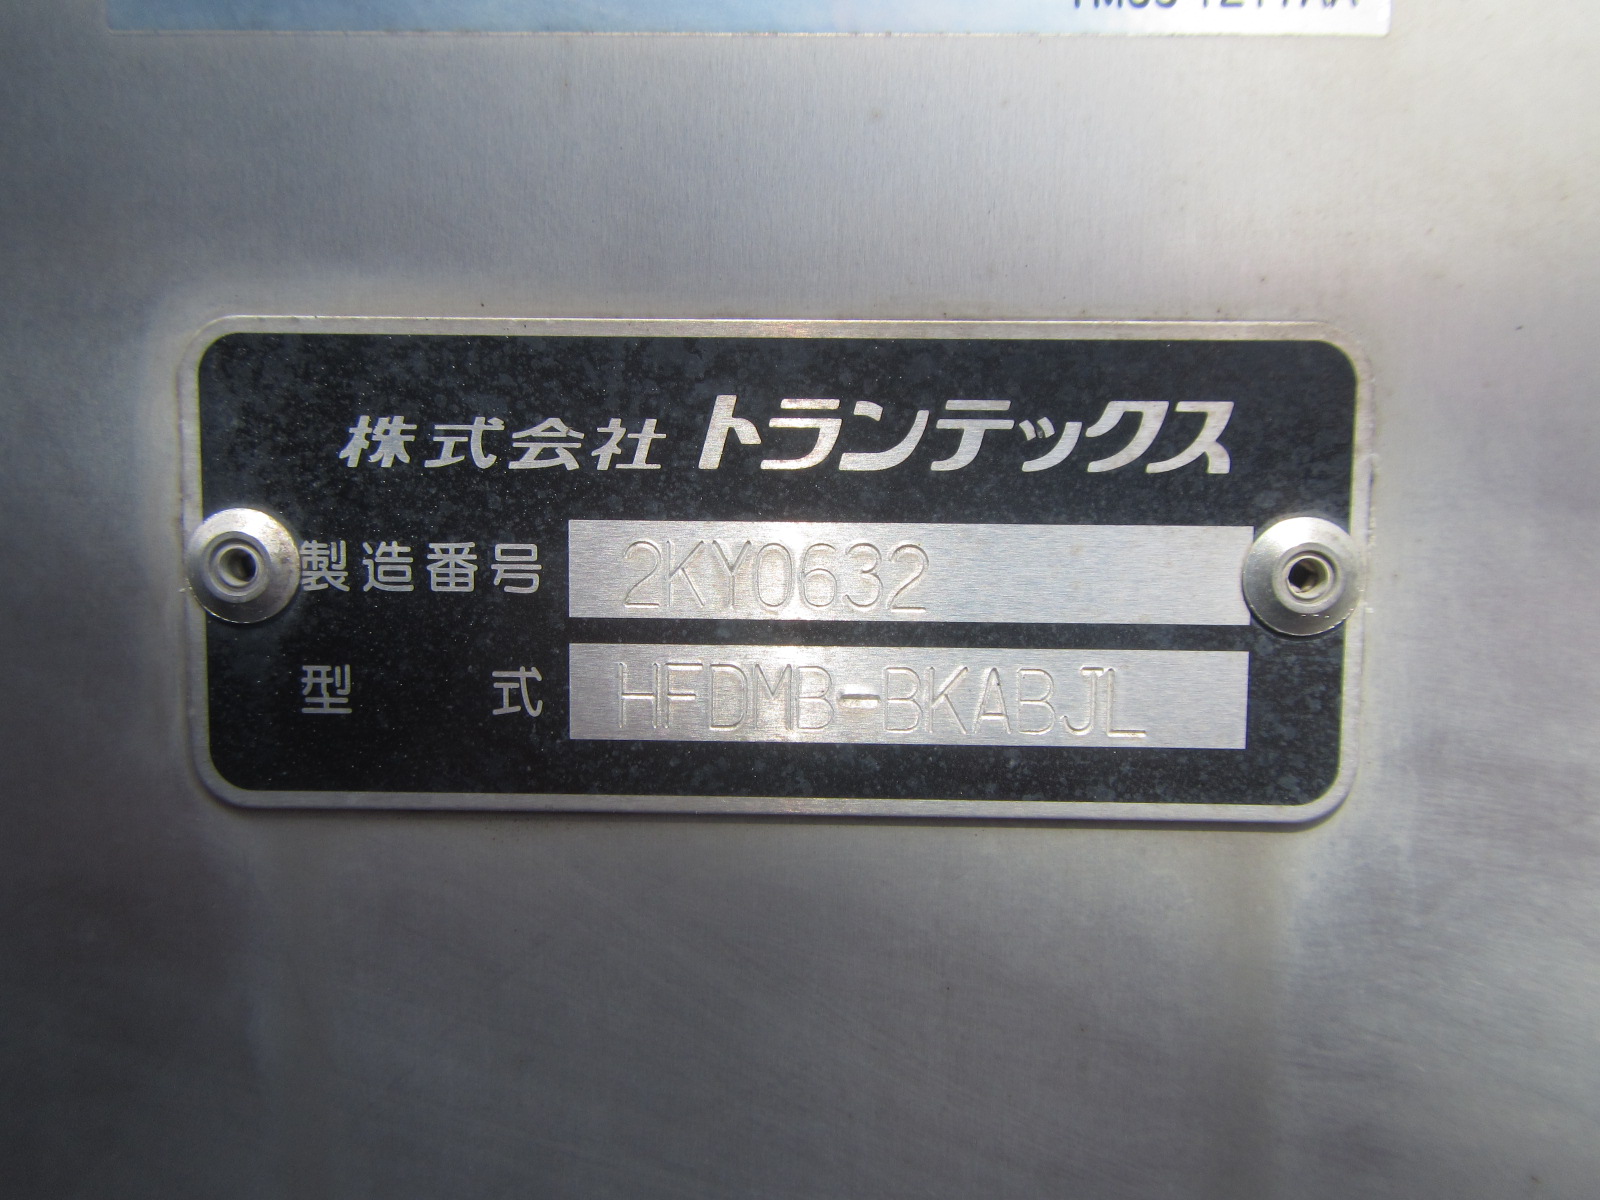 株式会社 トランテックス
製造番号 2KY0632
型式 HFDMB-BKABJL